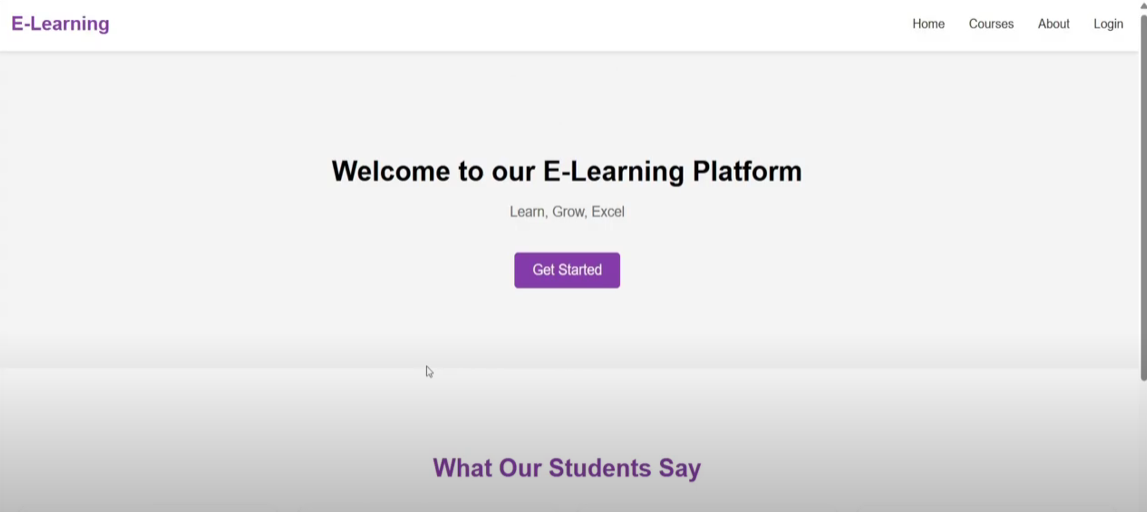 E-Learning
Home Courses About Login
Welcome to our E-Learning Platform
Learn, Grow, Excel
Get Started
What Our Students Say